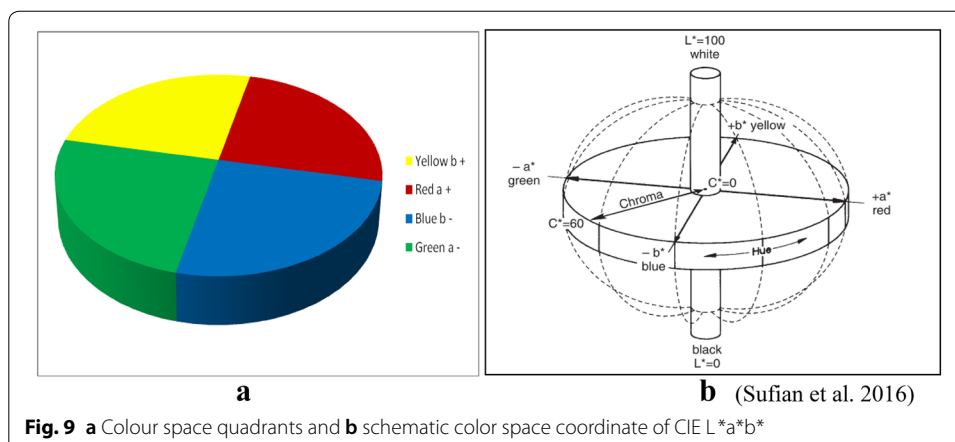 Yellow b +
Red a +
Blue b -
Green a -
a
L*=100
white
+b* yellow
– a*
green
C*=0
Chroma
+a*
red
C*=60
– b*
blue
Hue
black
L*=0
b (Sufian et al. 2016)
Fig. 9 a Colour space quadrants and b schematic color space coordinate of CIE L*a*b*